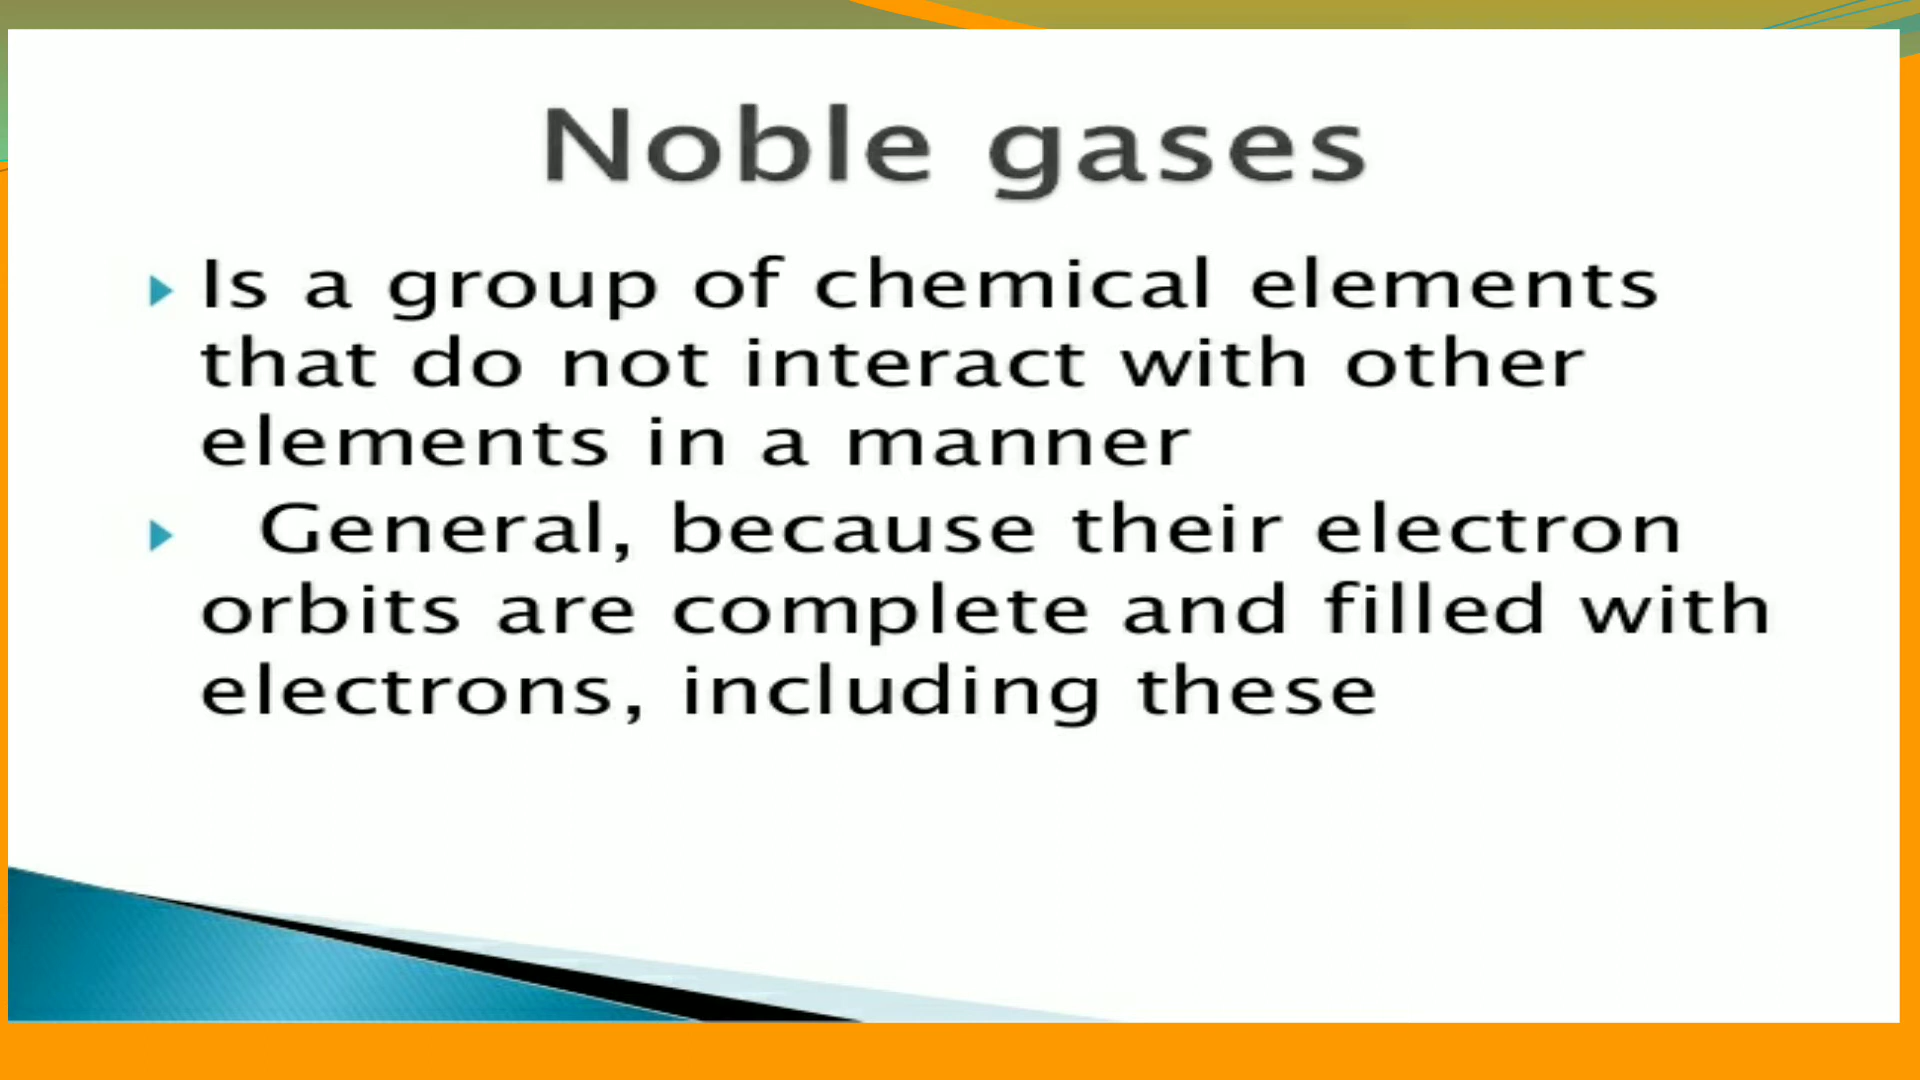 Noble gases
Is a group of chemical elements
that do not interact with other
elements in a manner
General, because their electron
orbits are complete and filled with
electrons, including these